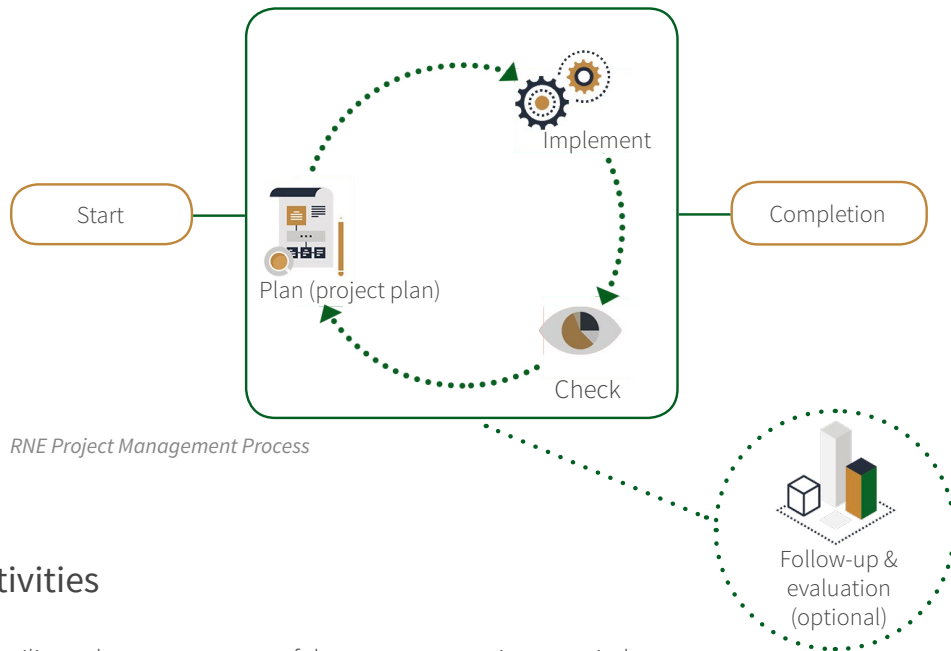 Implement
Start
Completion
Plan (project plan)
Check
RNE Project Management Process
Follow-up &
evaluation
(optional)
tivities